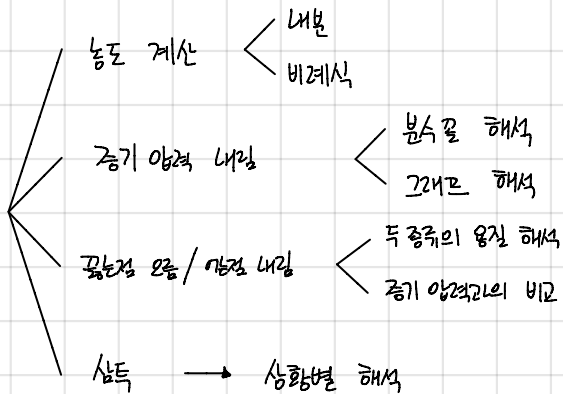 농도 계산
내분
비례식
증기 압력 내림
분수꼴 해석
그래프 해석
끓는점 오름 / 어는점 내림
두 종류의 용질 해석
증기 압력과의 비교
삼투 → 상황별 해석